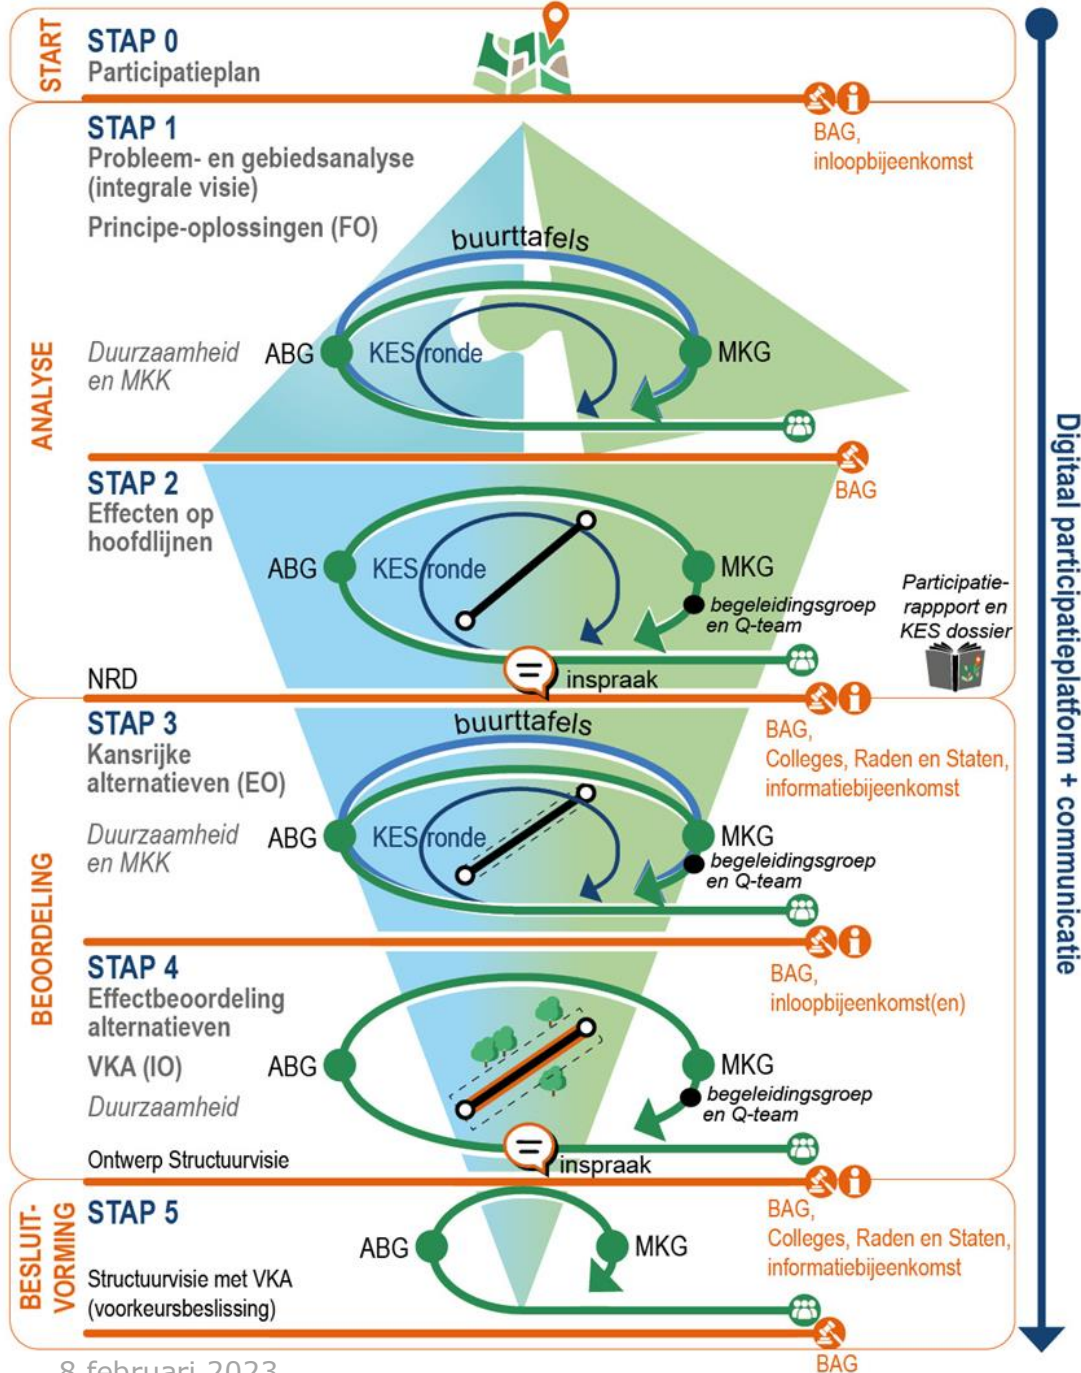 START
STAP 0
Participatieplan
BAG,
inloopbijeenkomst
ANALYSE
STAP 1
Probleem- en gebiedsanalyse
(integrale visie)
Principe-oplossingen (FO)
buurttafels
Duurzaamheid
en MKK
ABG
KES ronde
MKG
BAG
STAP 2
Effecten op
hoofdlijnen
ABG
KES ronde
MKG
begeleidingsgroep
en Q-team
Participatie-
rappport en
KES dossier
NRD
inspraak
BAG,
Colleges, Raden en Staten,
informatiebijeenkomst
BEOORDELING
STAP 3
Kansrijke
alternatieven (EO)
buurttafels
Duurzaamheid
en MKK
ABG
KES ronde
MKG
begeleidingsgroep
en Q-team
BAG,
inloopbijeenkomst(en)
STAP 4
Effectbeoordeling
alternatieven
VKA (IO)
Duurzaamheid
ABG
MKG
begeleidingsgroep
en Q-team
Ontwerp Structuurvisie
inspraak
BAG,
Colleges, Raden en Staten,
informatiebijeenkomst
BESLUIT-
VORMING
STAP 5
ABG
MKG
Structuurvisie met VKA
(voorkeursbeslissing)
BAG
Digitaal participatieplatform + communicatie
8 februari 2023